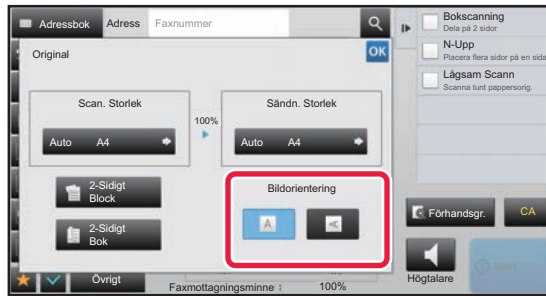 Adressbok
Adress
Faxnummer
Original
OK
Scan. Storlek
100%
Sändn. Storlek
Auto A4
Auto A4
2-Sidigt
Block
2-Sidigt
Bok
Bildorientering
A
A
Övrigt
Faxmottagningsminne : 100%
Bokscanning
Dela på 2 sidor
N-Upp
Placera flera sidor på en sida
Lågsam Scann
Scanna tunt pappersorig.
Förhandsgr.
CA
Högtalare
Start